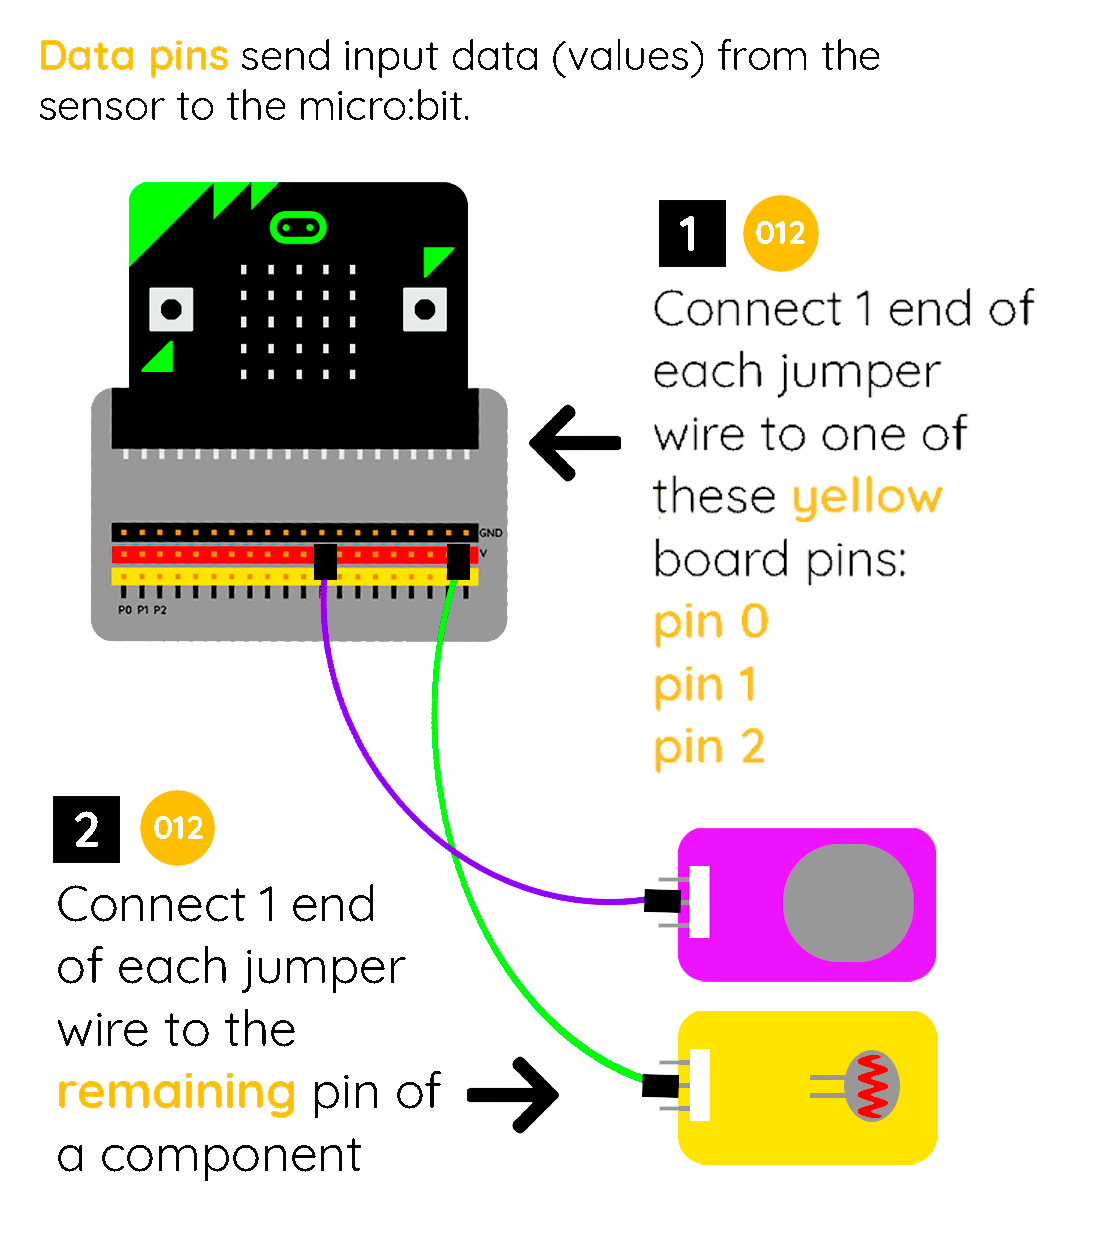 Data pins send input data (values) from the
sensor to the micro:bit.
1 012
Connect 1 end of
each jumper
wire to one of
these yellow
board pins:
pin 0
pin 1
pin 2
GND
V
P0 P1 P2
2 012
Connect 1 end
of each jumper
wire to the
remaining pin of
a component